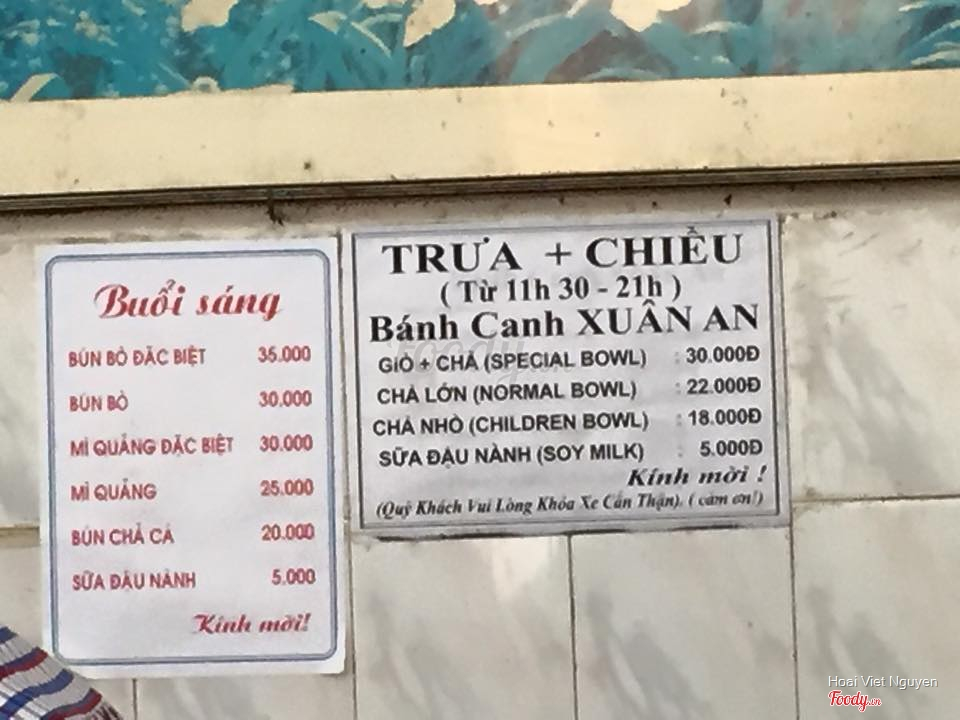 Buổi sáng
BÚN BÒ ĐẶC BIỆT 35.000
BÚN BÒ 30.000
MÌ QUẢNG ĐẶC BIỆT 30.000
MÌ QUẢNG 25.000
BÚN CHẢ CÁ 20.000
SỮA ĐẬU NÀNH 5.000
Kính mời!
TRƯA + CHIỀU
( Từ 11h 30 - 21h )
Bánh Canh XUÂN AN
GIÒ + CHẢ (SPECIAL BOWL) : 30.000Đ
CHẢ LỚN (NORMAL BOWL) : 22.000Đ
CHẢ NHỎ (CHILDREN BOWL) : 18.000Đ
SỮA ĐẬU NÀNH (SOY MILK) : 5.000Đ
Kính mời !
(Quý Khách Vui Lòng Khóa Xe Cẩn Thận). ( cảm ơn!)
Hoai Viet Nguyen
Foody.vn